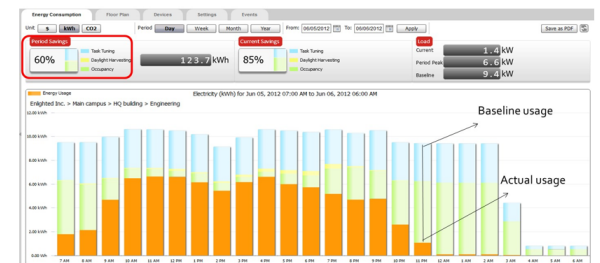 Energy Consumption Floor Plan Devices Settings Events
Unit $ kWh CO2 Period Day Week Month Year From: 06/05/2012 To: 06/06/2012 Apply Save as PDF
Period Savings
60%
Task Tuning
Daylight Harvesting
Occupancy
123.7 kWh
Current Savings
85%
Task Tuning
Daylight Harvesting
Occupancy
Load
Current 1.4 kW
Period Peak 6.6 kW
Baseline 9.4 kW
Energy Usage
Electricity (kWh) for Jun 05, 2012 07:00 AM to Jun 06, 2012 06:00 AM
Enlighted Inc. > Main campus > HQ building > Engineering
12.00 kWh
Baseline usage
10.00 kWh
8.00 kWh
6.00 kWh
Actual usage
4.00 kWh
2.00 kWh
0.00 kWh
7 AM 8 AM 9 AM 10 AM 11 AM 12 PM 1 PM 2 PM 3 PM 4 PM 5 PM 6 PM 7 PM 8 PM 9 PM 10 PM 11 PM 12 AM 1 AM 2 AM 3 AM 4 AM 5 AM 6 AM